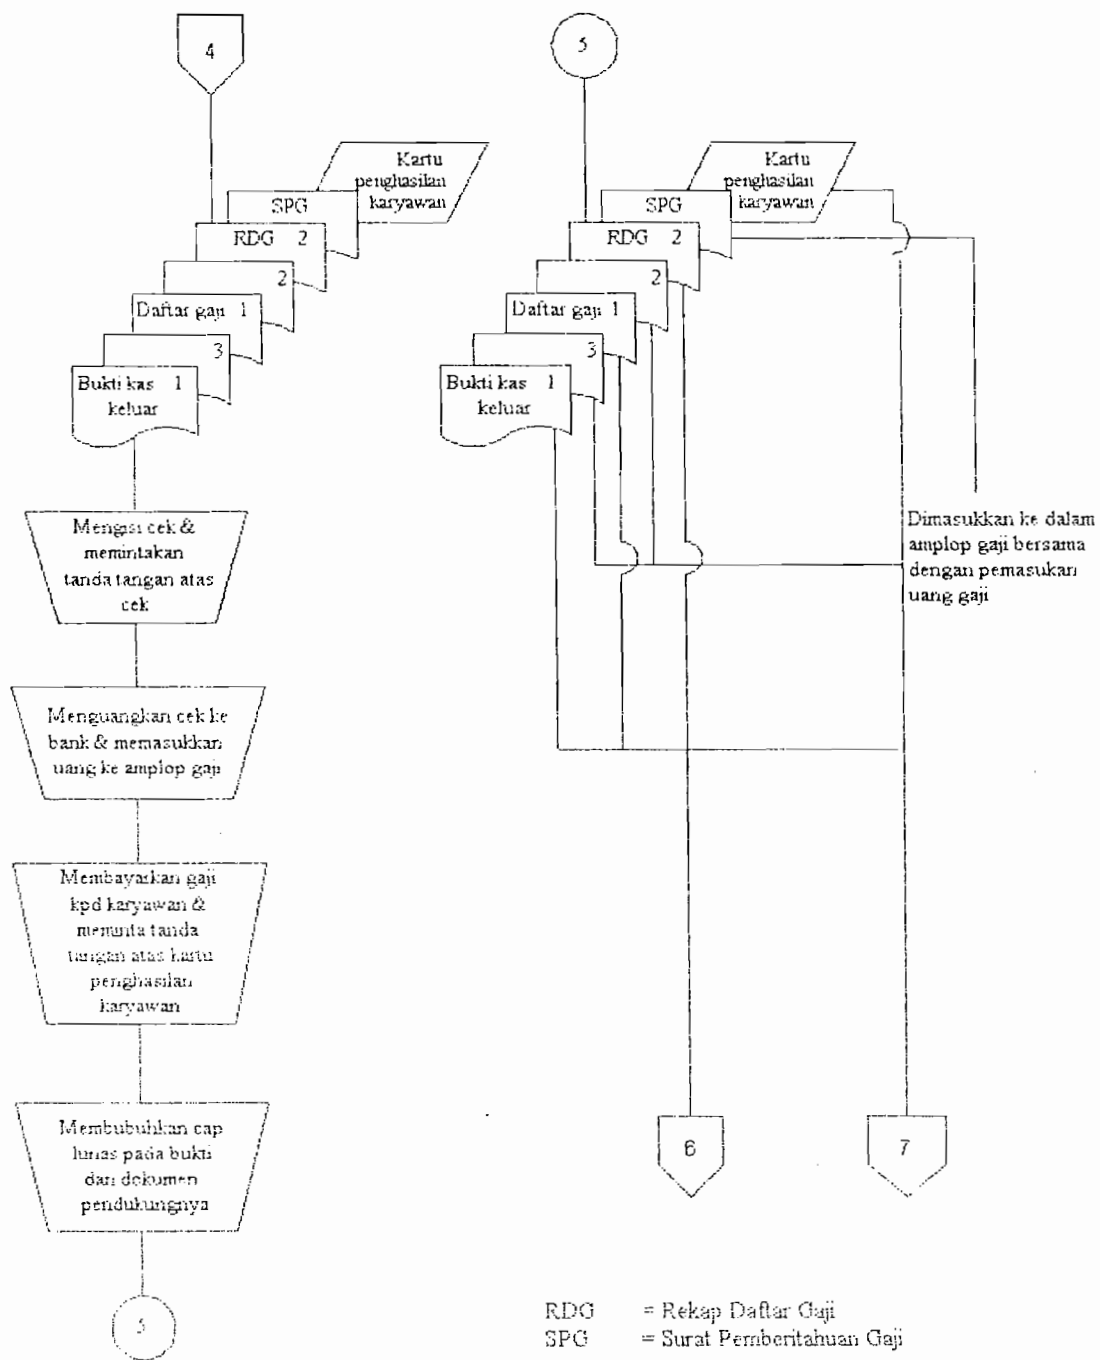 4
Kartu
penghasilan
karyawan
SPG
RDG 2
2
Daftar gaji 1
3
Bukti kas 1
keluar
Mengisi cek &
memintakan
tanda tangan atas
cek
Menguangkan cek ke
bank & memasukkan
uang ke amplop gaji
Membayarkan gaji
kpd karyawan &
meminta tanda
tangan atas kartu
penghasilan
karyawan
Membubuhkan cap
lunas pada bukti
dan dokumen
pendukungnya
5
5
Kartu
penghasilan
karyawan
SPG
RDG 2
2
Daftar gaji 1
3
Bukti kas 1
keluar
Dimasukkan ke dalam
amplop gaji bersama
dengan pemasukan
uang gaji
6
7
RDG = Rekap Daftar Gaji
SPG = Surat Pemberitahuan Gaji